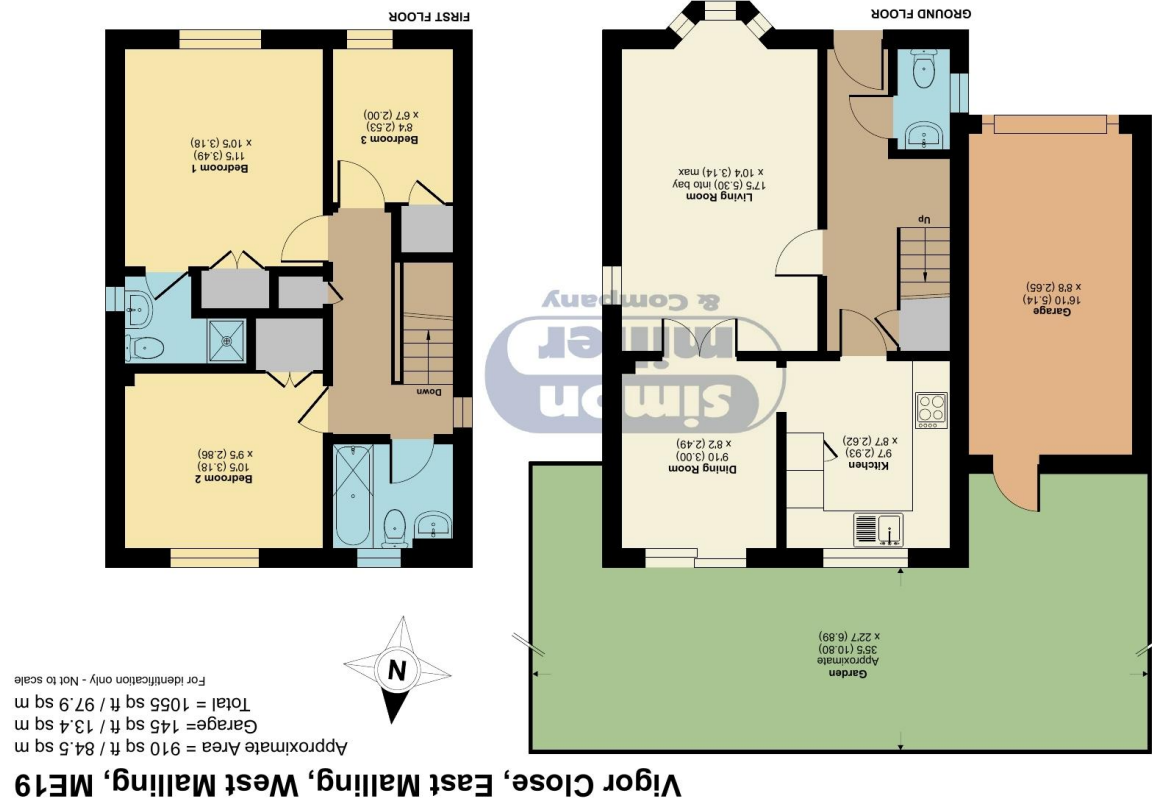 Vigor Close, East Malling, West Malling, ME19
Approximate Area = 910 sq ft / 84.5 sq m
Garage= 145 sq ft / 13.4 sq m
Total = 1055 sq ft / 97.9 sq m
For identification only - Not to scale
N
Garden
Approximate
35'5 (10.80)
x 22'7 (6.89)
Kitchen
9'7 (2.93)
x 8'7 (2.62)
Dining Room
9'10 (3.00)
x 8'2 (2.49)
Bedroom 2
10'5 (3.18)
x 9'5 (2.86)
Down
simon
miller
& Company
Garage
16'10 (5.14)
x 8'8 (2.65)
Up
Living Room
17'5 (5.30) into bay
x 10'4 (3.14) max
Bedroom 3
8'4 (2.53)
x 6'7 (2.00)
Bedroom 1
11'5 (3.49)
x 10'5 (3.18)
GROUND FLOOR
FIRST FLOOR